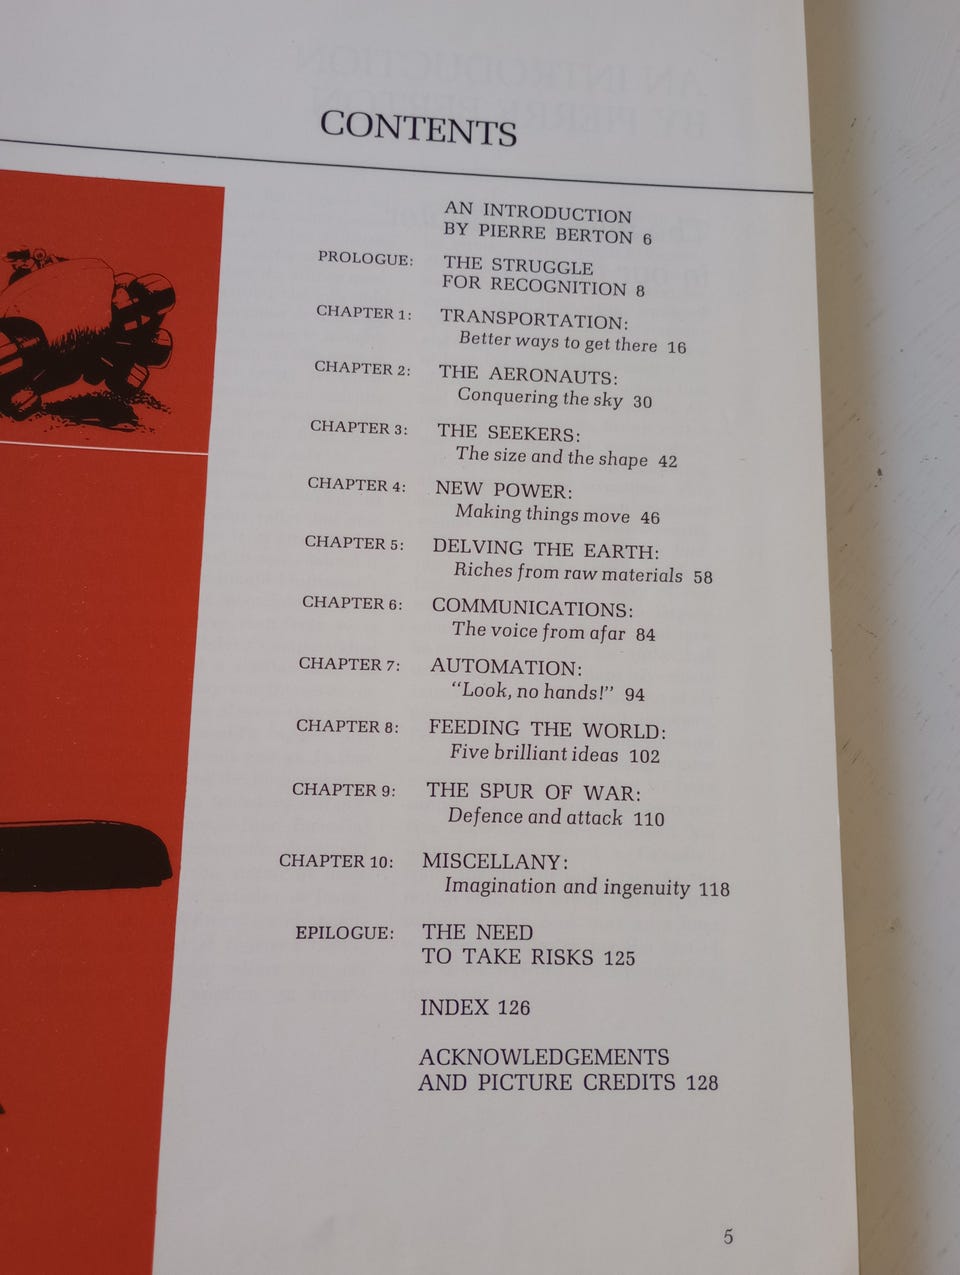 CONTENTS
AN INTRODUCTION
BY PIERRE BERTON 6
PROLOGUE: THE STRUGGLE
FOR RECOGNITION 8
CHAPTER 1: TRANSPORTATION:
Better ways to get there 16
CHAPTER 2: THE AERONAUTS:
Conquering the sky 30
CHAPTER 3: THE SEEKERS:
The size and the shape 42
CHAPTER 4: NEW POWER:
Making things move 46
CHAPTER 5: DELVING THE EARTH:
Riches from raw materials 58
CHAPTER 6: COMMUNICATIONS:
The voice from afar 84
CHAPTER 7: AUTOMATION:
"Look, no hands!" 94
CHAPTER 8: FEEDING THE WORLD:
Five brilliant ideas 102
CHAPTER 9: THE SPUR OF WAR:
Defence and attack 110
CHAPTER 10: MISCELLANY:
Imagination and ingenuity 118
EPILOGUE: THE NEED
TO TAKE RISKS 125
INDEX 126
ACKNOWLEDGEMENTS
AND PICTURE CREDITS 128
5